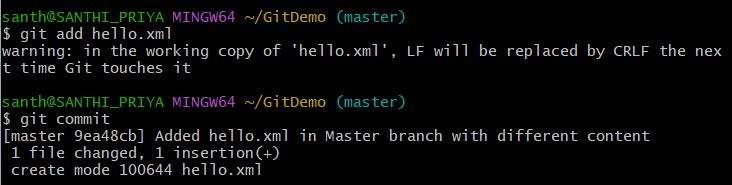 santh@SANTHI_PRIYA MINGW64 ~/GitDemo (master)
$ git add hello.xml
warning: in the working copy of 'hello.xml', LF will be replaced by CRLF the nex
t time Git touches it
santh@SANTHI_PRIYA MINGW64 ~/GitDemo (master)
$ git commit
[master 9ea48cb] Added hello.xml in Master branch with different content
 1 file changed, 1 insertion(+)
 create mode 100644 hello.xml